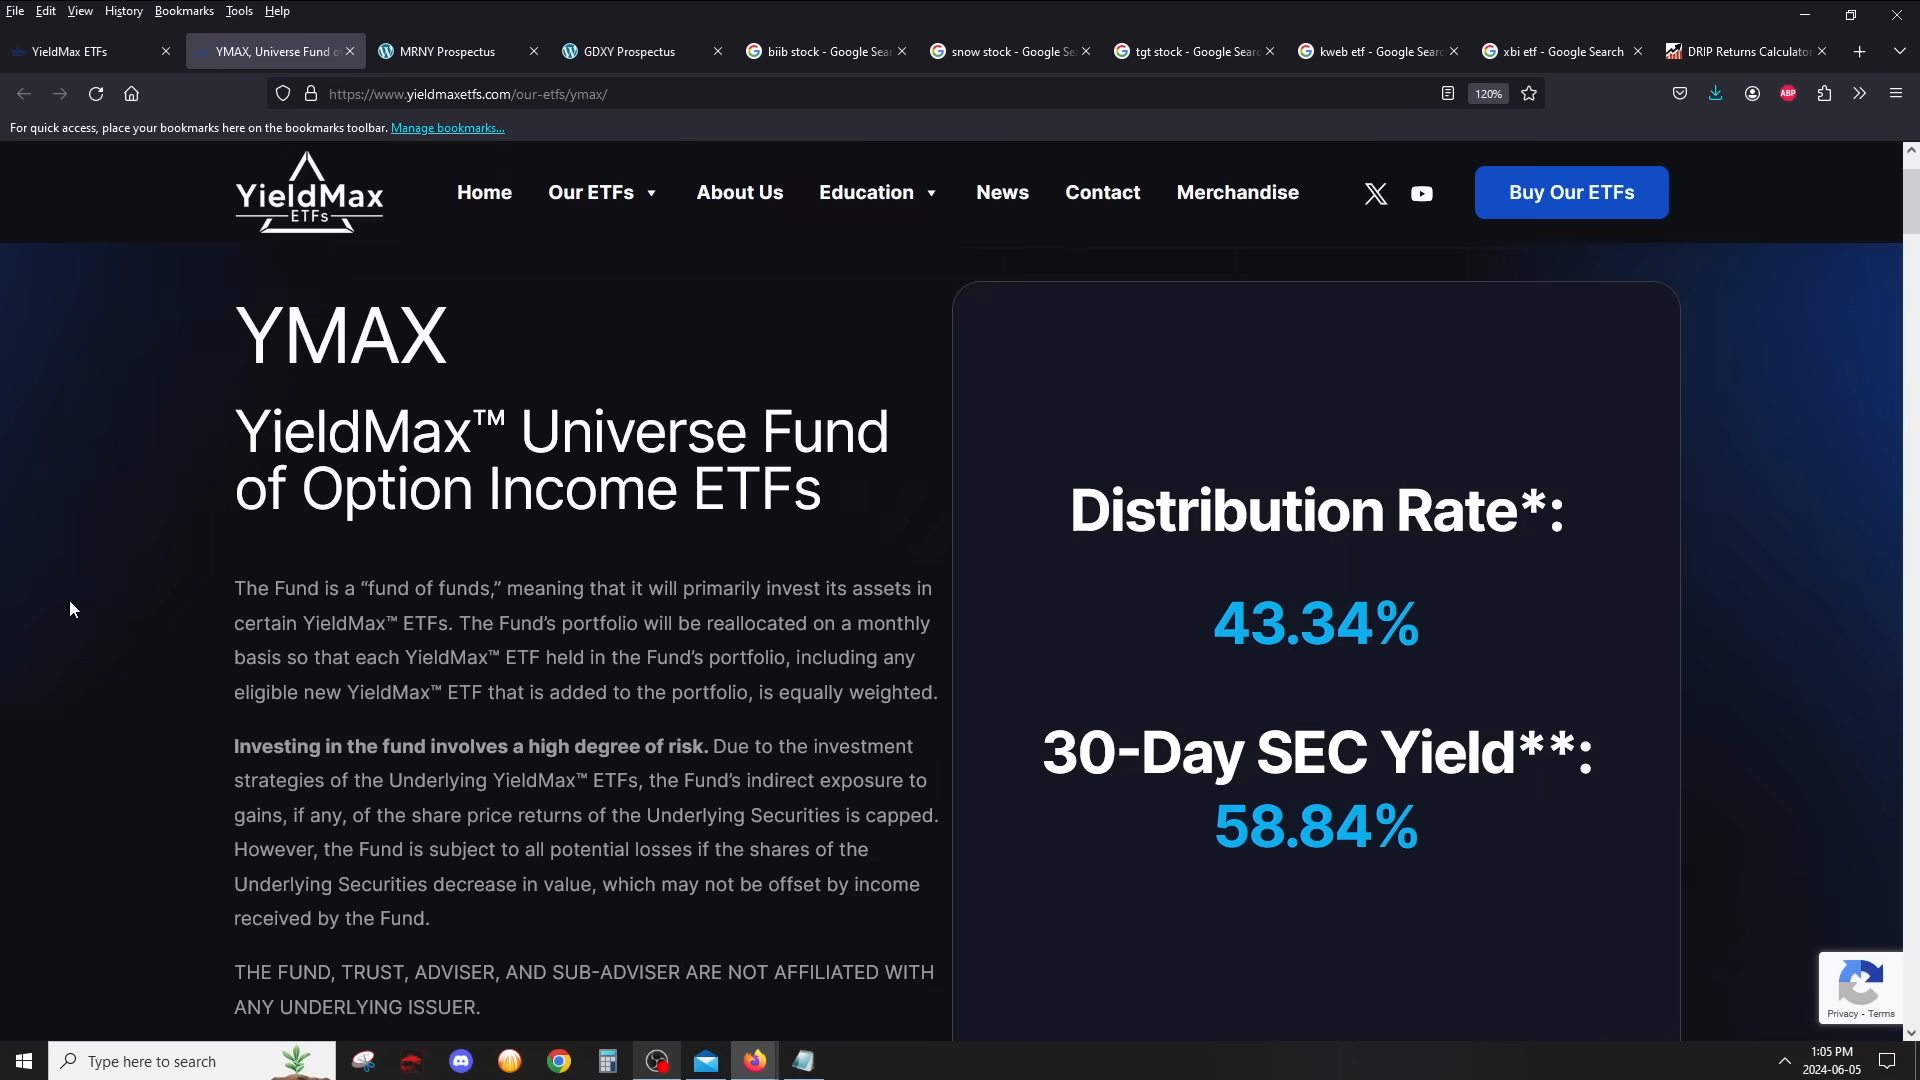 File Edit View History Bookmarks Tools Help
YieldMax ETFs
YMAX, Universe Fund o
MRNY Prospectus
GDXY Prospectus
biib stock - Google Sear
snow stock - Google Se
tgt stock - Google Searc
kweb etf - Google Searc
xbi etf - Google Search
DRIP Returns Calculator
https://www.yieldmaxetfs.com/our-etfs/ymax/
120%
ABP
For quick access, place your bookmarks here on the bookmarks toolbar. Manage bookmarks...
YieldMax
ETFs
Home Our ETFs About Us Education News Contact Merchandise
Buy Our ETFs
YMAX
YieldMax™ Universe Fund
of Option Income ETFs
The Fund is a “fund of funds,” meaning that it will primarily invest its assets in
certain YieldMax™ ETFs. The Fund’s portfolio will be reallocated on a monthly
basis so that each YieldMax™ ETF held in the Fund’s portfolio, including any
eligible new YieldMax™ ETF that is added to the portfolio, is equally weighted.
Investing in the fund involves a high degree of risk. Due to the investment
strategies of the Underlying YieldMax™ ETFs, the Fund’s indirect exposure to
gains, if any, of the share price returns of the Underlying Securities is capped.
However, the Fund is subject to all potential losses if the shares of the
Underlying Securities decrease in value, which may not be offset by income
received by the Fund.
THE FUND, TRUST, ADVISER, AND SUB-ADVISER ARE NOT AFFILIATED WITH
ANY UNDERLYING ISSUER.
Distribution Rate*:
43.34%
30-Day SEC Yield**:
58.84%
Privacy - Terms
Type here to search
1:05 PM
2024-06-05